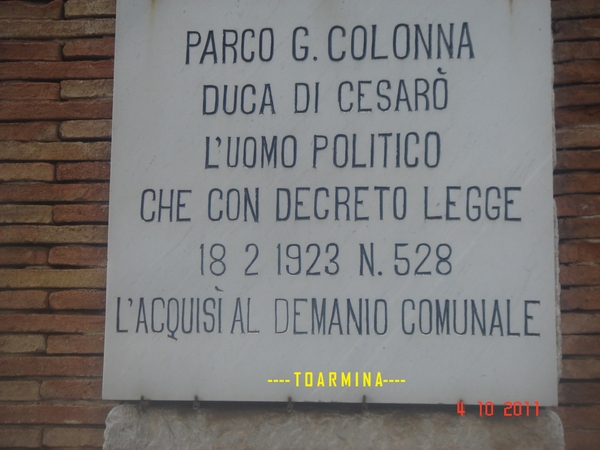 PARCO G. COLONNA
DUCA DI CESARÒ
L'UOMO POLITICO
CHE CON DECRETO LEGGE
18 2 1923 N. 528
L'ACQUISÌ AL DEMANIO COMUNALE
----TOARMINA----
4 10 2011